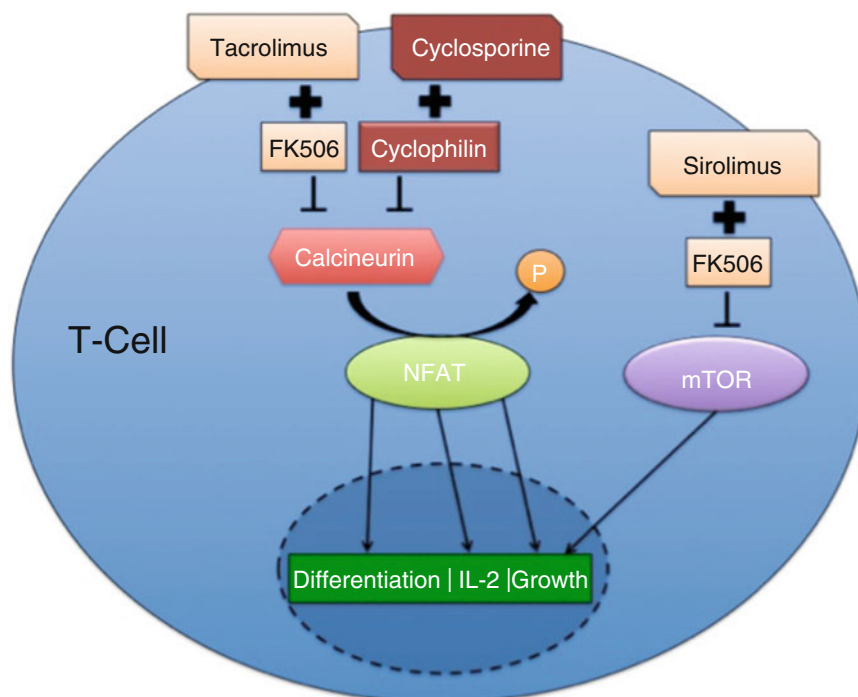 Tacrolimus
Cyclosporine
FK506
Cyclophilin
Sirolimus
FK506
Calcineurin
P
T-Cell
NFAT
mTOR
Differentiation | IL-2 |Growth